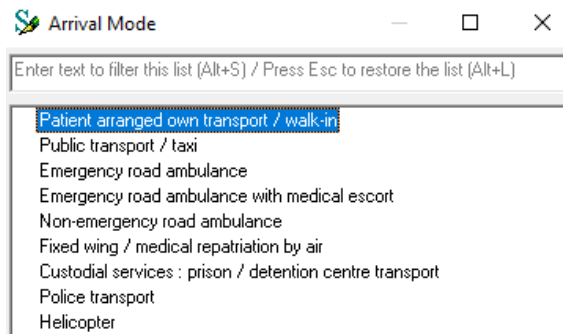 Arrival Mode
Enter text to filter this list (Alt+S) / Press Esc to restore the list (Alt+L)
Patient arranged own transport / walk-in
Public transport / taxi
Emergency road ambulance
Emergency road ambulance with medical escort
Non-emergency road ambulance
Fixed wing / medical repatriation by air
Custodial services : prison / detention centre transport
Police transport
Helicopter